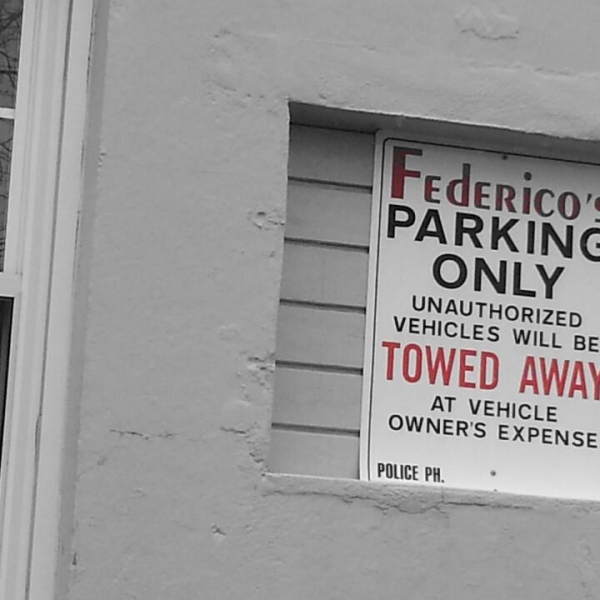 FEDERICO'S
PARKING
ONLY
UNAUTHORIZED
VEHICLES WILL BE
TOWED AWAY
AT VEHICLE
OWNER'S EXPENSE
POLICE PH.